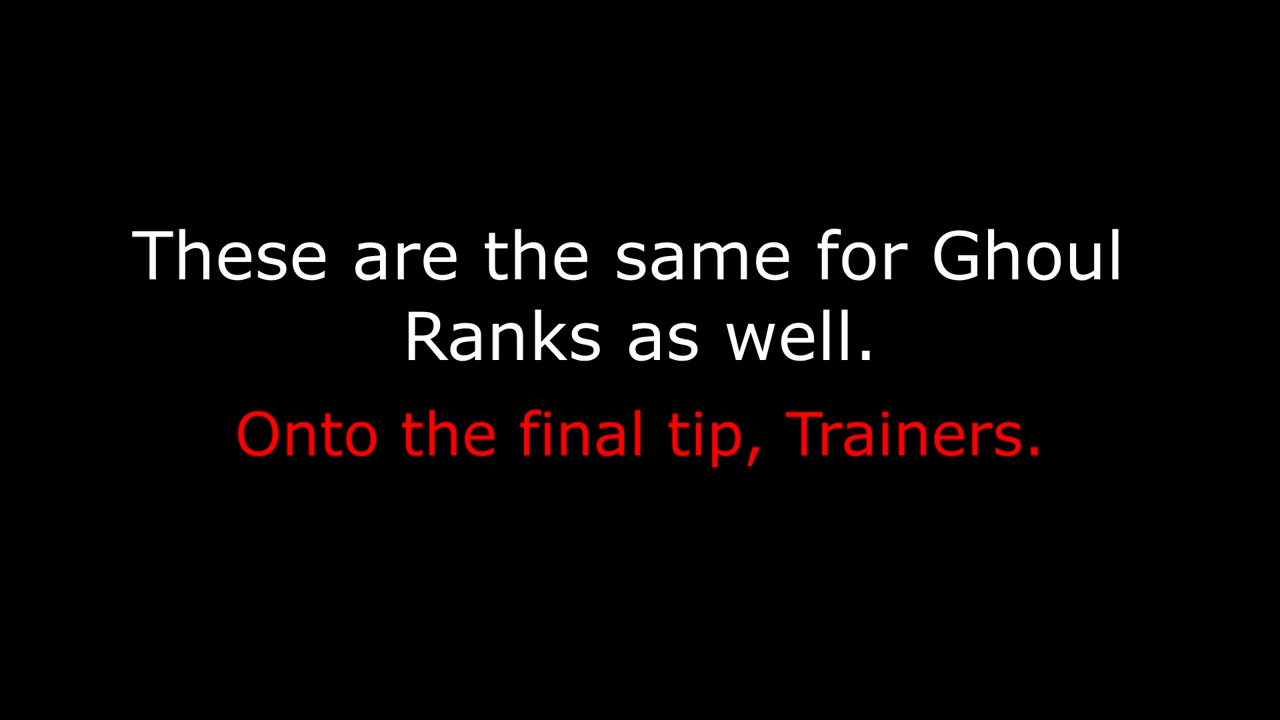 These are the same for Ghoul
Ranks as well.
Onto the final tip, Trainers.